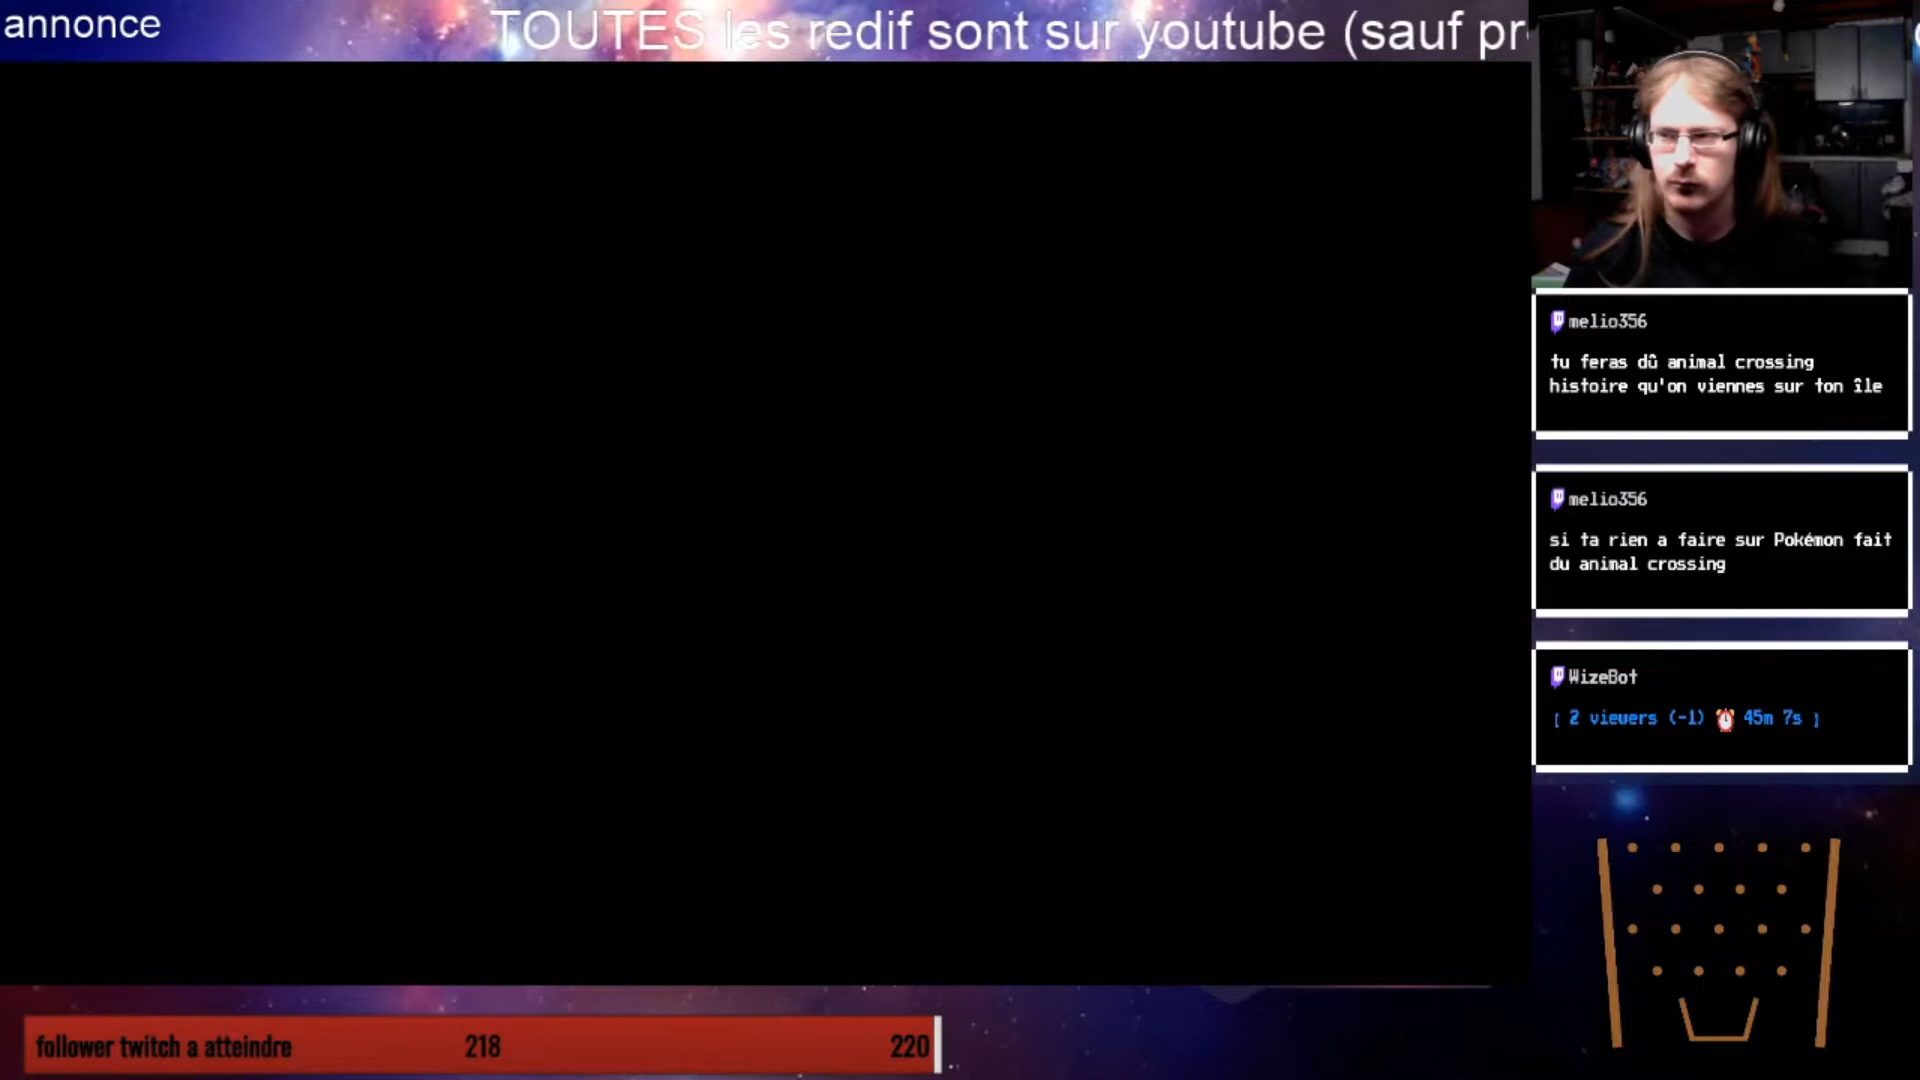 annonce
TOUTES les redif sont sur youtube (sauf pr
melio356
tu feras dû animal crossing
histoire qu'on viennes sur ton île
melio356
si ta rien a faire sur Pokémon fait
du animal crossing
WizeBot
[ 2 viewers (-1) ⏰ 45m 7s ]
follower twitch a atteindre 218 220